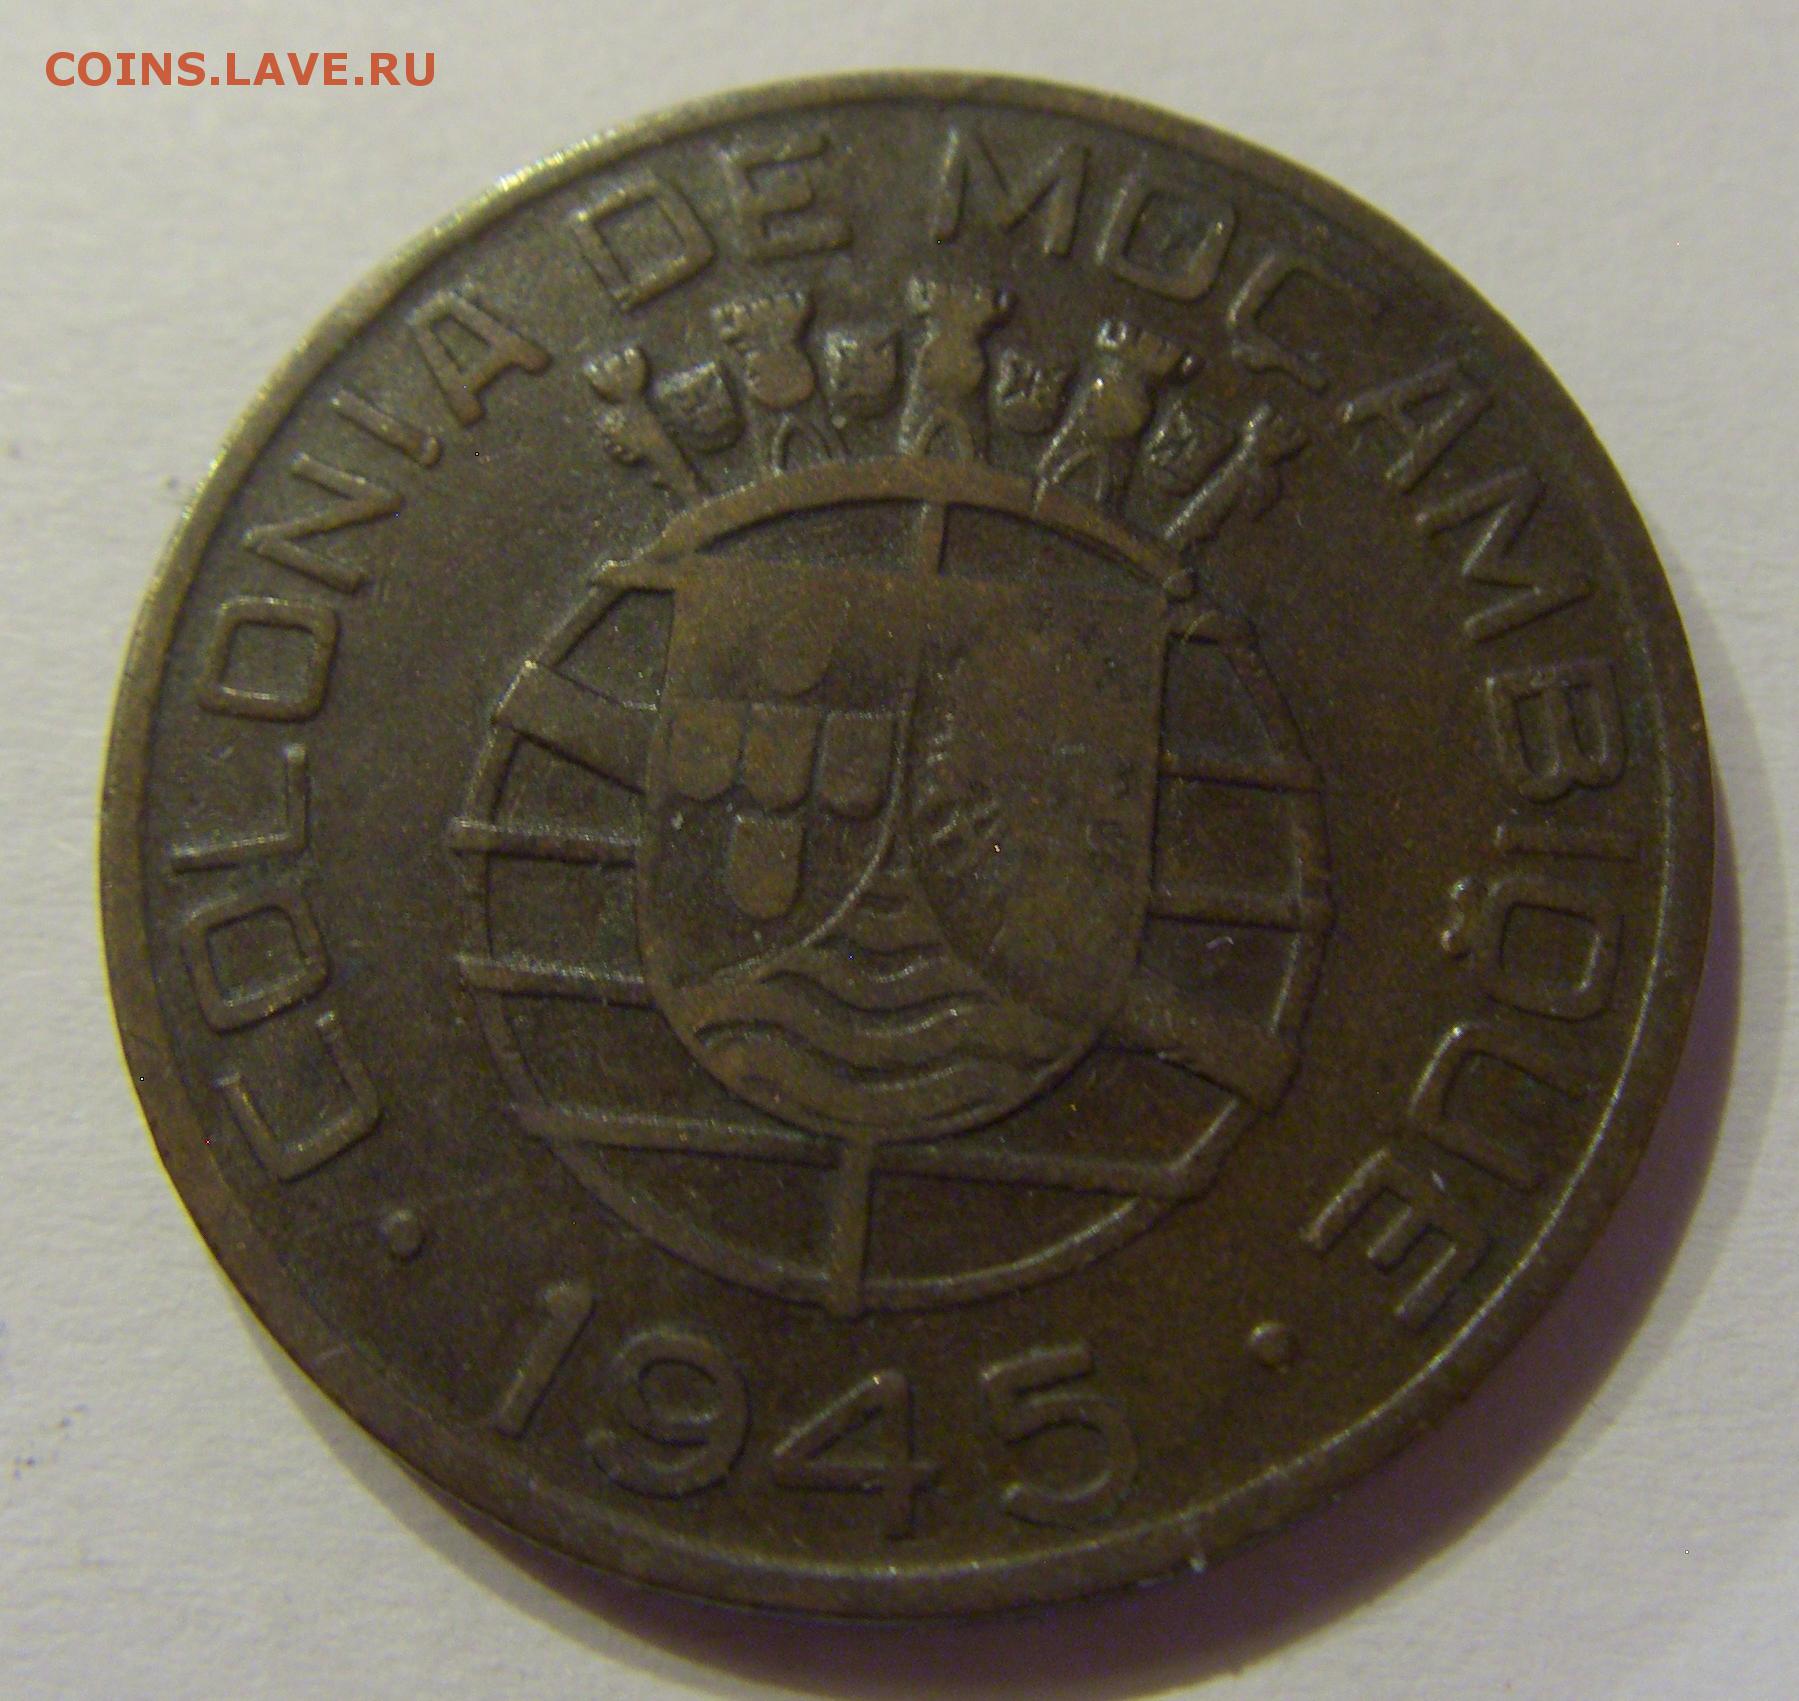 COINS.LAVE.RU
COLONIA DE MOÇAMBIQUE
· 1945 ·